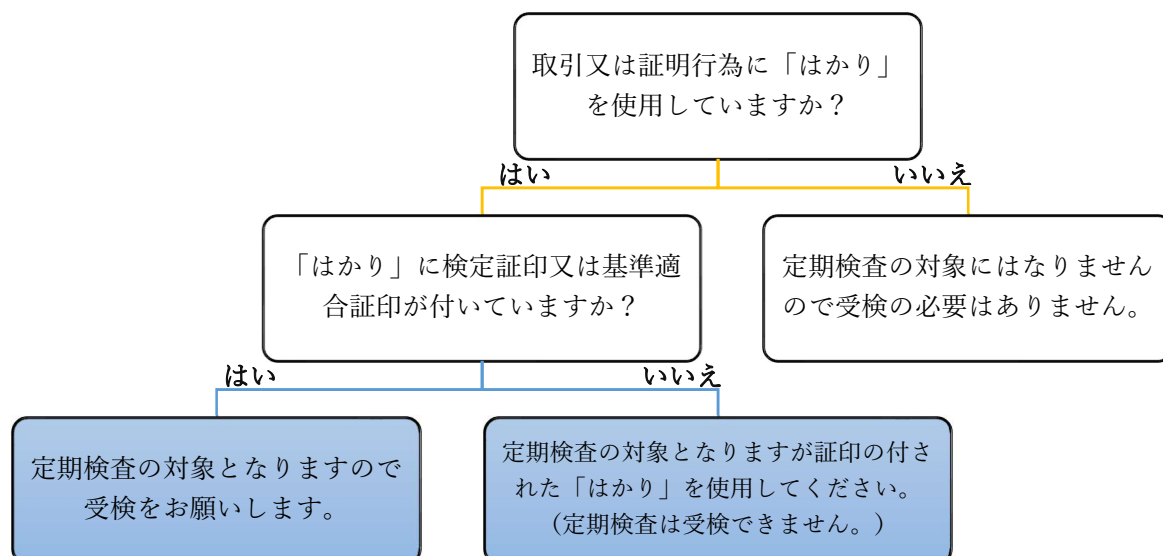 取引又は証明行為に「はかり」
を使用していますか？
はい
いいえ
「はかり」に検定証印又は基準適
合証印が付いていますか？
定期検査の対象にはなりません
ので受検の必要はありません。
はい
いいえ
定期検査の対象となりますので
受検をお願いします。
定期検査の対象となりますが証印の付さ
れた「はかり」を使用してください。
（定期検査は受検できません。）